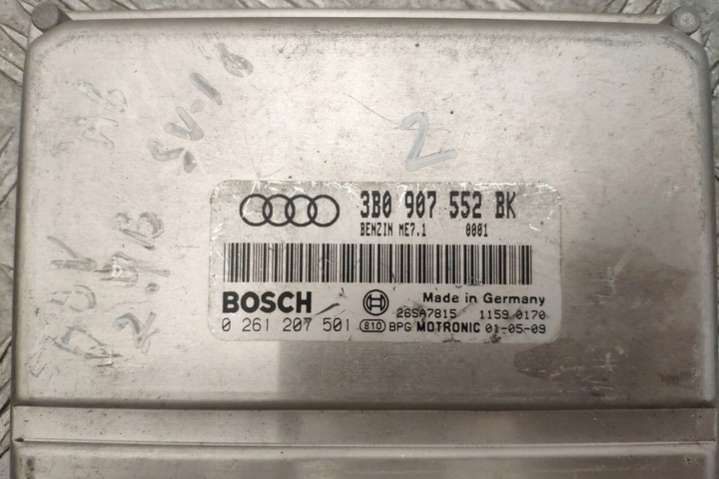 2
3B0 907 552 BK
BENZIN ME7.1 0001
BOSCH
Made in Germany
26SA7815 1159 0170
0 261 207 501 810 BPG MOTRONIC 01-05-09